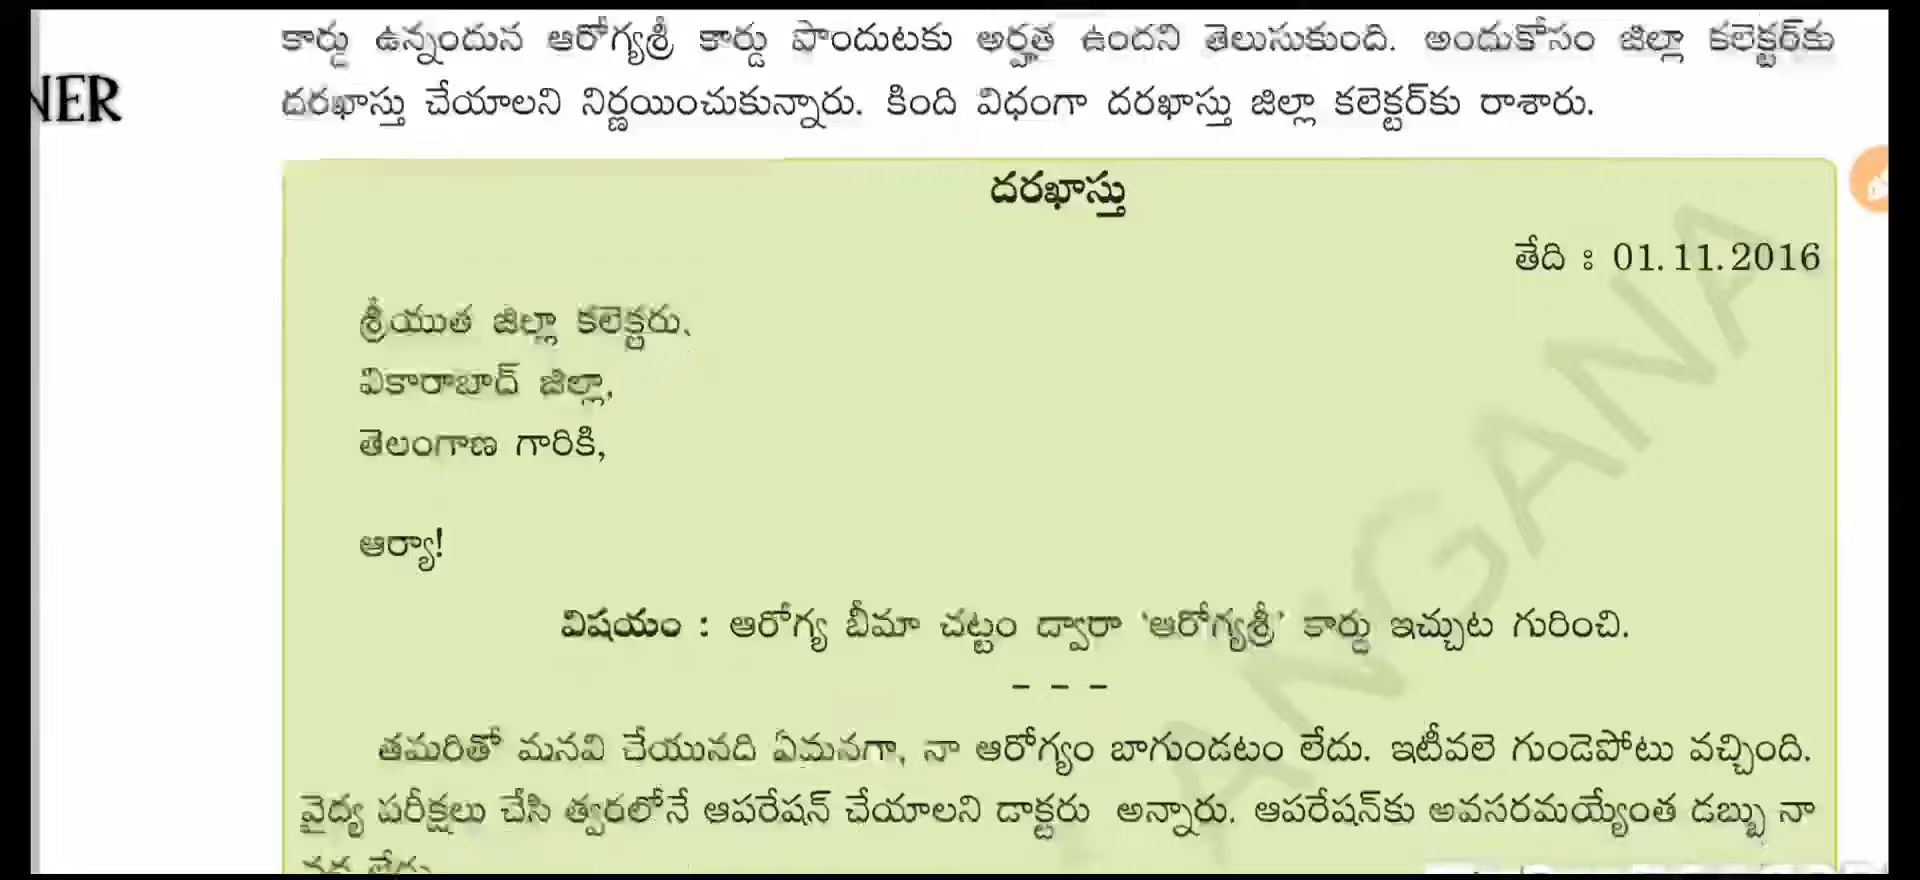 కార్డు ఉన్నందున ఆరోగ్యశ్రీ కార్డు పొందుటకు అర్హత ఉందని తెలుసుకుంది. అందుకోసం జిల్లా కలెక్టర్‌కు
NER
దరఖాస్తు చేయాలని నిర్ణయించుకున్నారు. కింది విధంగా దరఖాస్తు జిల్లా కలెక్టర్‌కు రాశారు.
దరఖాస్తు
తేది : 01.11.2016
శ్రీయుత జిల్లా కలెక్టరు,
వికారాబాద్ జిల్లా,
తెలంగాణ గారికి,
ఆర్యా!
విషయం : ఆరోగ్య బీమా చట్టం ద్వారా 'ఆరోగ్యశ్రీ' కార్డు ఇచ్చుట గురించి.
- - -
తమరితో మనవి చేయునది ఏమనగా, నా ఆరోగ్యం బాగుండటం లేదు. ఇటీవలె గుండెపోటు వచ్చింది.
వైద్య పరీక్షలు చేసి త్వరలోనే ఆపరేషన్ చేయాలని డాక్టరు అన్నారు. ఆపరేషన్‌కు అవసరమయ్యేంత డబ్బు నా
ANGANA